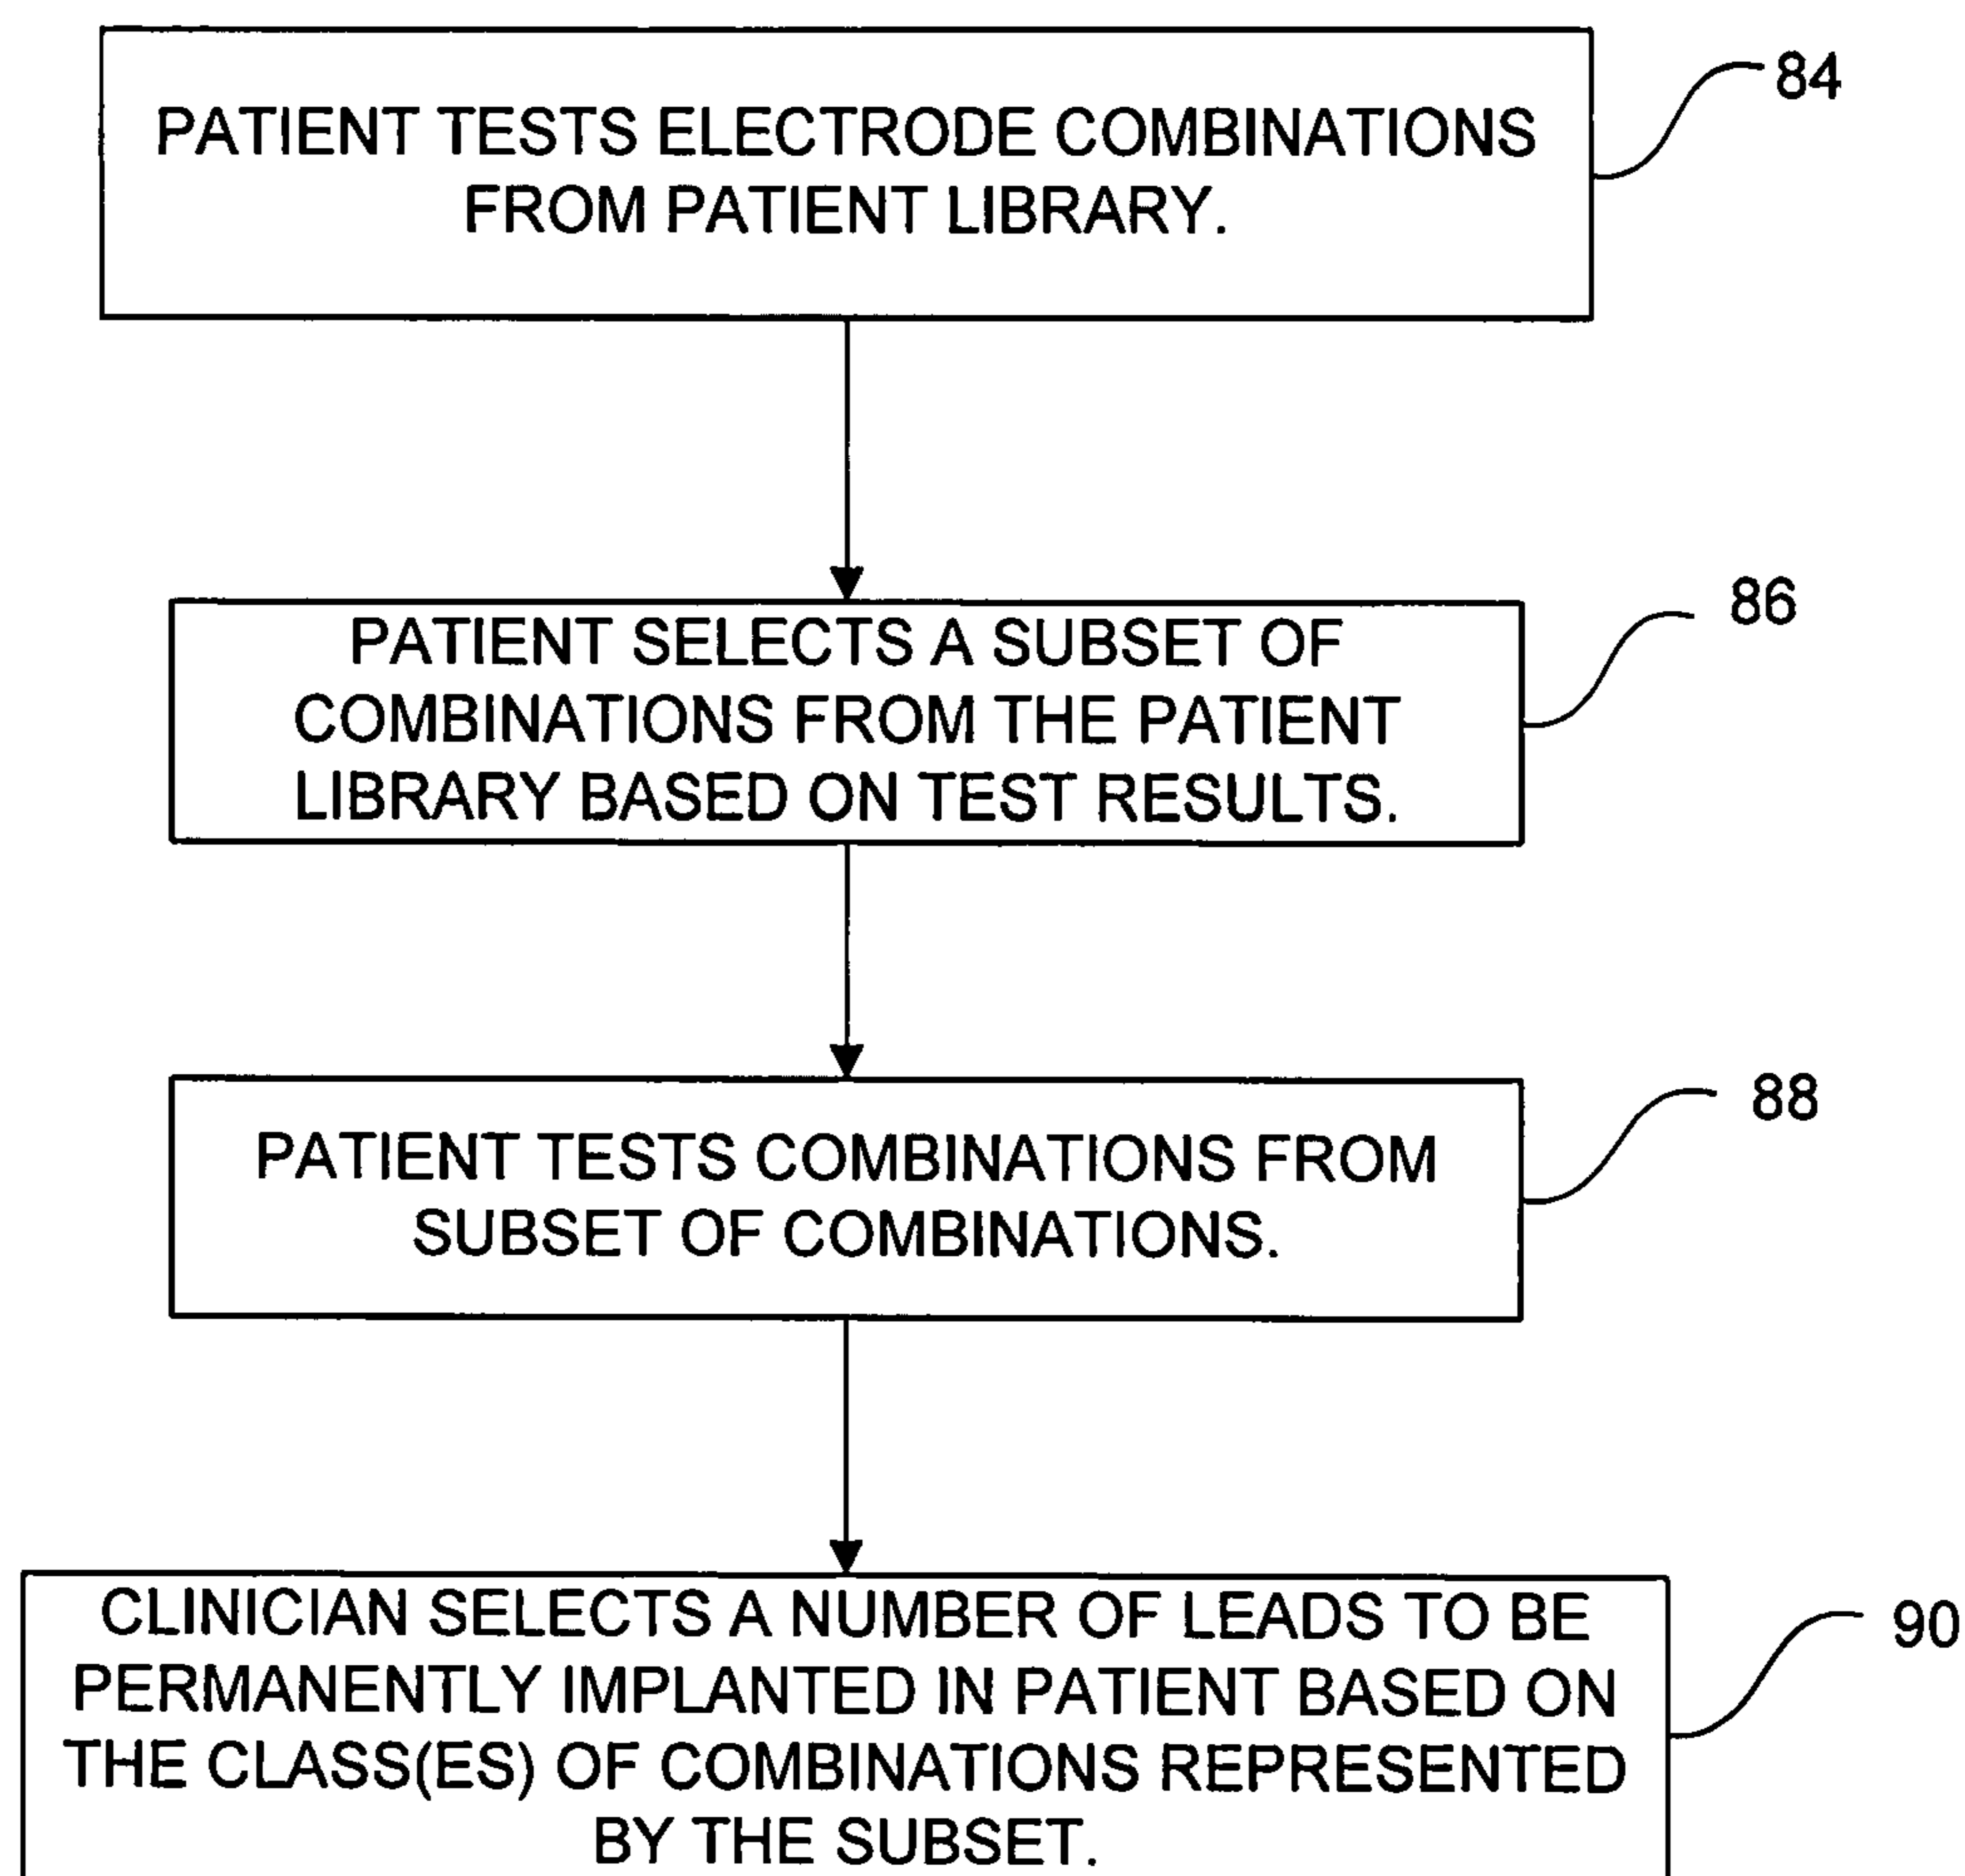 84
PATIENT TESTS ELECTRODE COMBINATIONS
FROM PATIENT LIBRARY.
86
PATIENT SELECTS A SUBSET OF
COMBINATIONS FROM THE PATIENT
LIBRARY BASED ON TEST RESULTS.
88
PATIENT TESTS COMBINATIONS FROM
SUBSET OF COMBINATIONS.
90
CLINICIAN SELECTS A NUMBER OF LEADS TO BE
PERMANENTLY IMPLANTED IN PATIENT BASED ON
THE CLASS(ES) OF COMBINATIONS REPRESENTED
BY THE SUBSET.